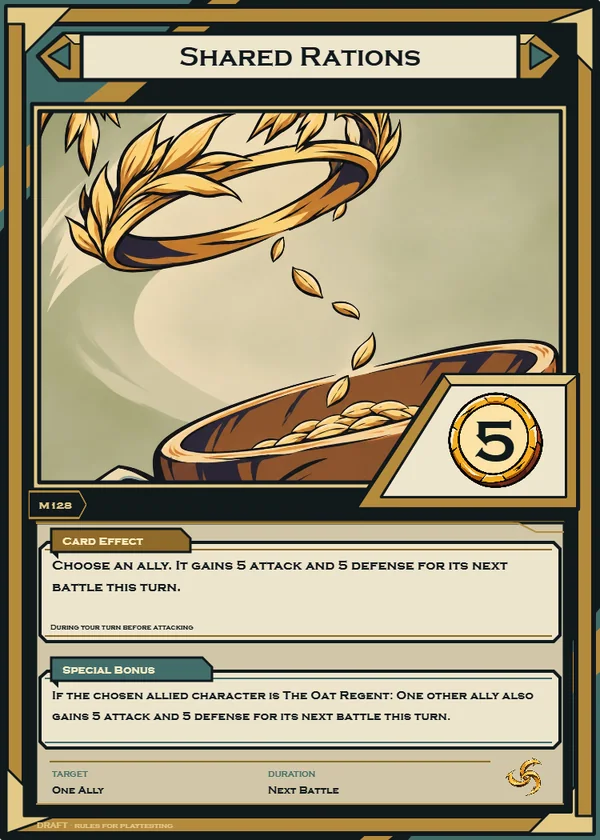 Shared Rations
5
M128
Card Effect
Choose an ally. It gains 5 attack and 5 defense for its next
battle this turn.
During your turn before attacking
Special Bonus
If the chosen allied character is The Oat Regent: One other ally also
gains 5 attack and 5 defense for its next battle this turn.
Target
Duration
One Ally
Next Battle
DRAFT Rules for playtesting